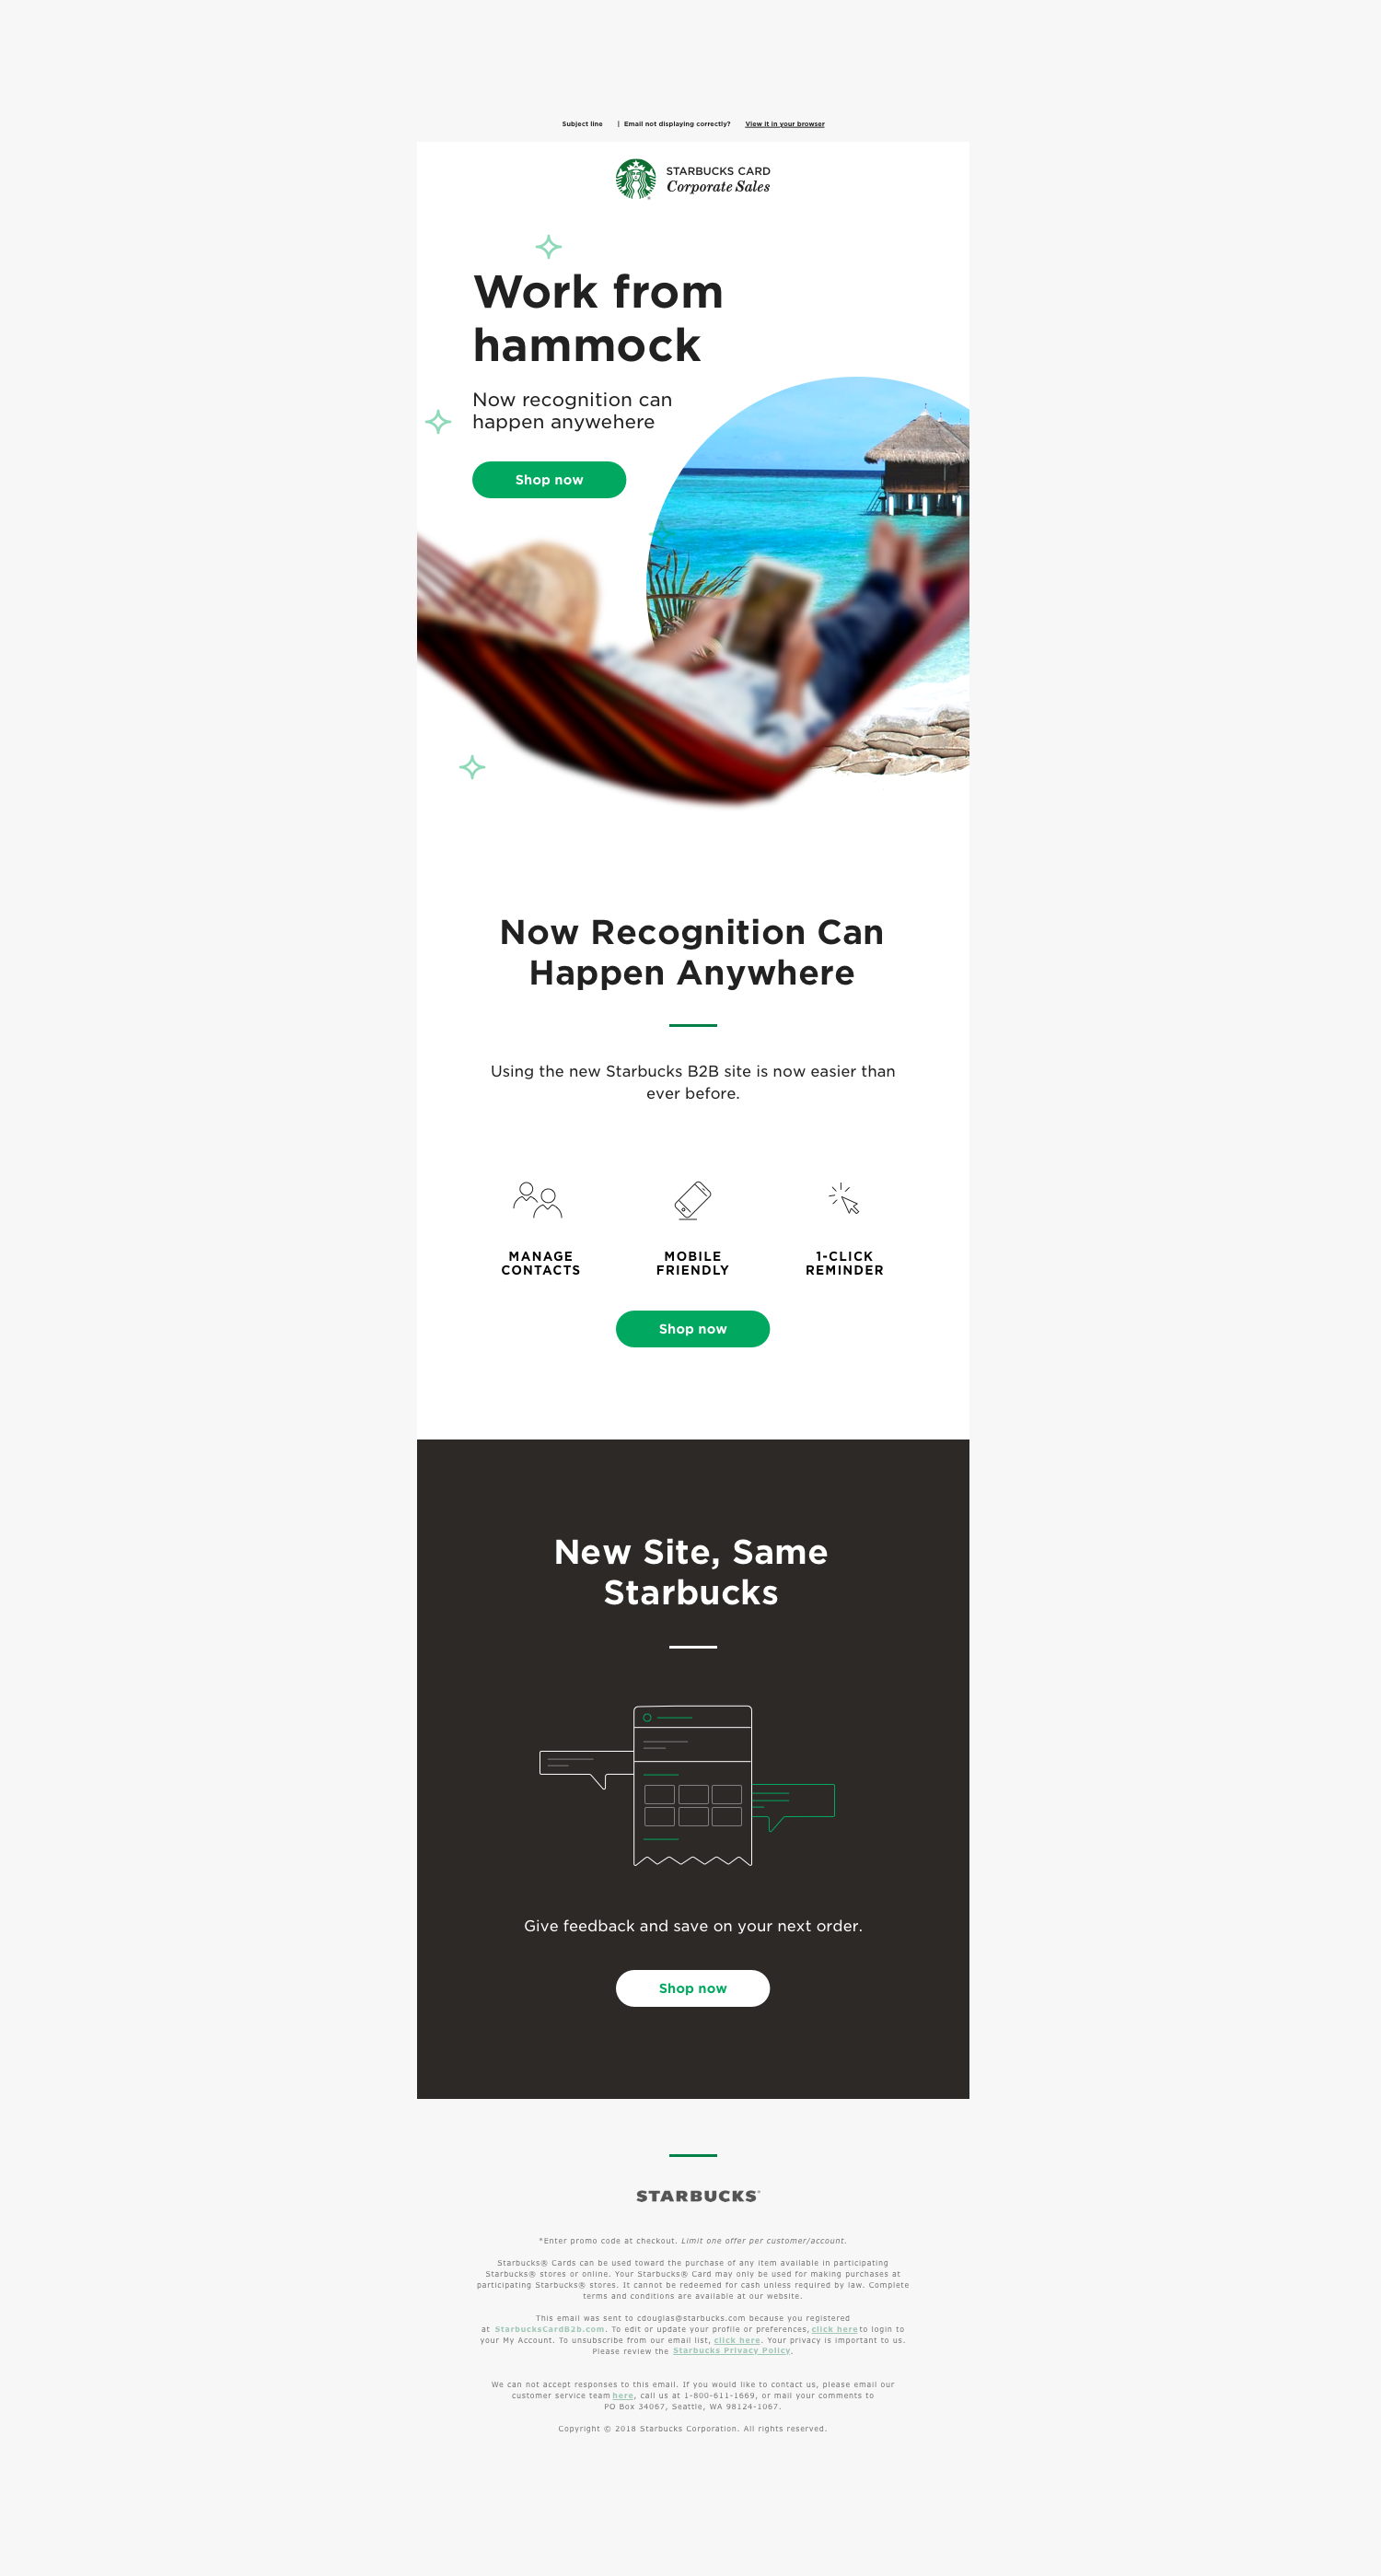 Subject line | Email not displaying correctly? View it in your browser
STARBUCKS CARD
Corporate Sales
Work from
hammock
Now recognition can
happen anywehere
Shop now
Now Recognition Can
Happen Anywhere
Using the new Starbucks B2B site is now easier than
ever before.
MANAGE
CONTACTS
MOBILE
FRIENDLY
1-CLICK
REMINDER
Shop now
New Site, Same
Starbucks
Give feedback and save on your next order.
Shop now
STARBUCKS
*Enter promo code at checkout. Limit one offer per customer/account.
Starbucks® Cards can be used toward the purchase of any item available in participating
Starbucks® stores or online. Your Starbucks® Card may only be used for making purchases at
participating Starbucks® stores. It cannot be redeemed for cash unless required by law. Complete
terms and conditions are available at our website.
This email was sent to cdouglas@starbucks.com because you registered
at StarbucksCardB2b.com. To edit or update your profile or preferences, click here to login to
your My Account. To unsubscribe from our email list, click here. Your privacy is important to us.
Please review the Starbucks Privacy Policy.
We can not accept responses to this email. If you would like to contact us, please email our
customer service team here, call us at 1-800-611-1669, or mail your comments to
PO Box 34067, Seattle, WA 98124-1067.
Copyright © 2018 Starbucks Corporation. All rights reserved.